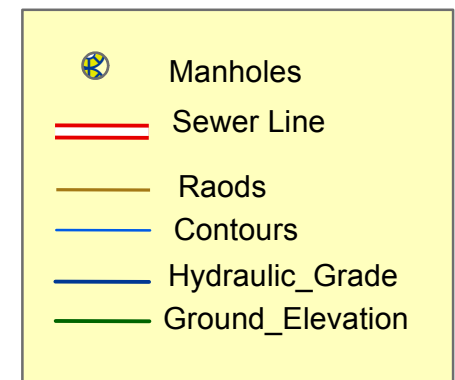 Manholes
Sewer Line
Raods
Contours
Hydraulic_Grade
Ground_Elevation